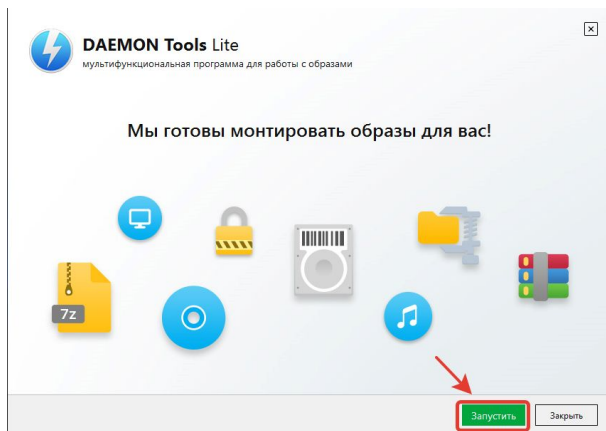 DAEMON Tools Lite
мультифункциональная программа для работы с образами
Мы готовы монтировать образы для вас!
7z
Запустить
Закрыть